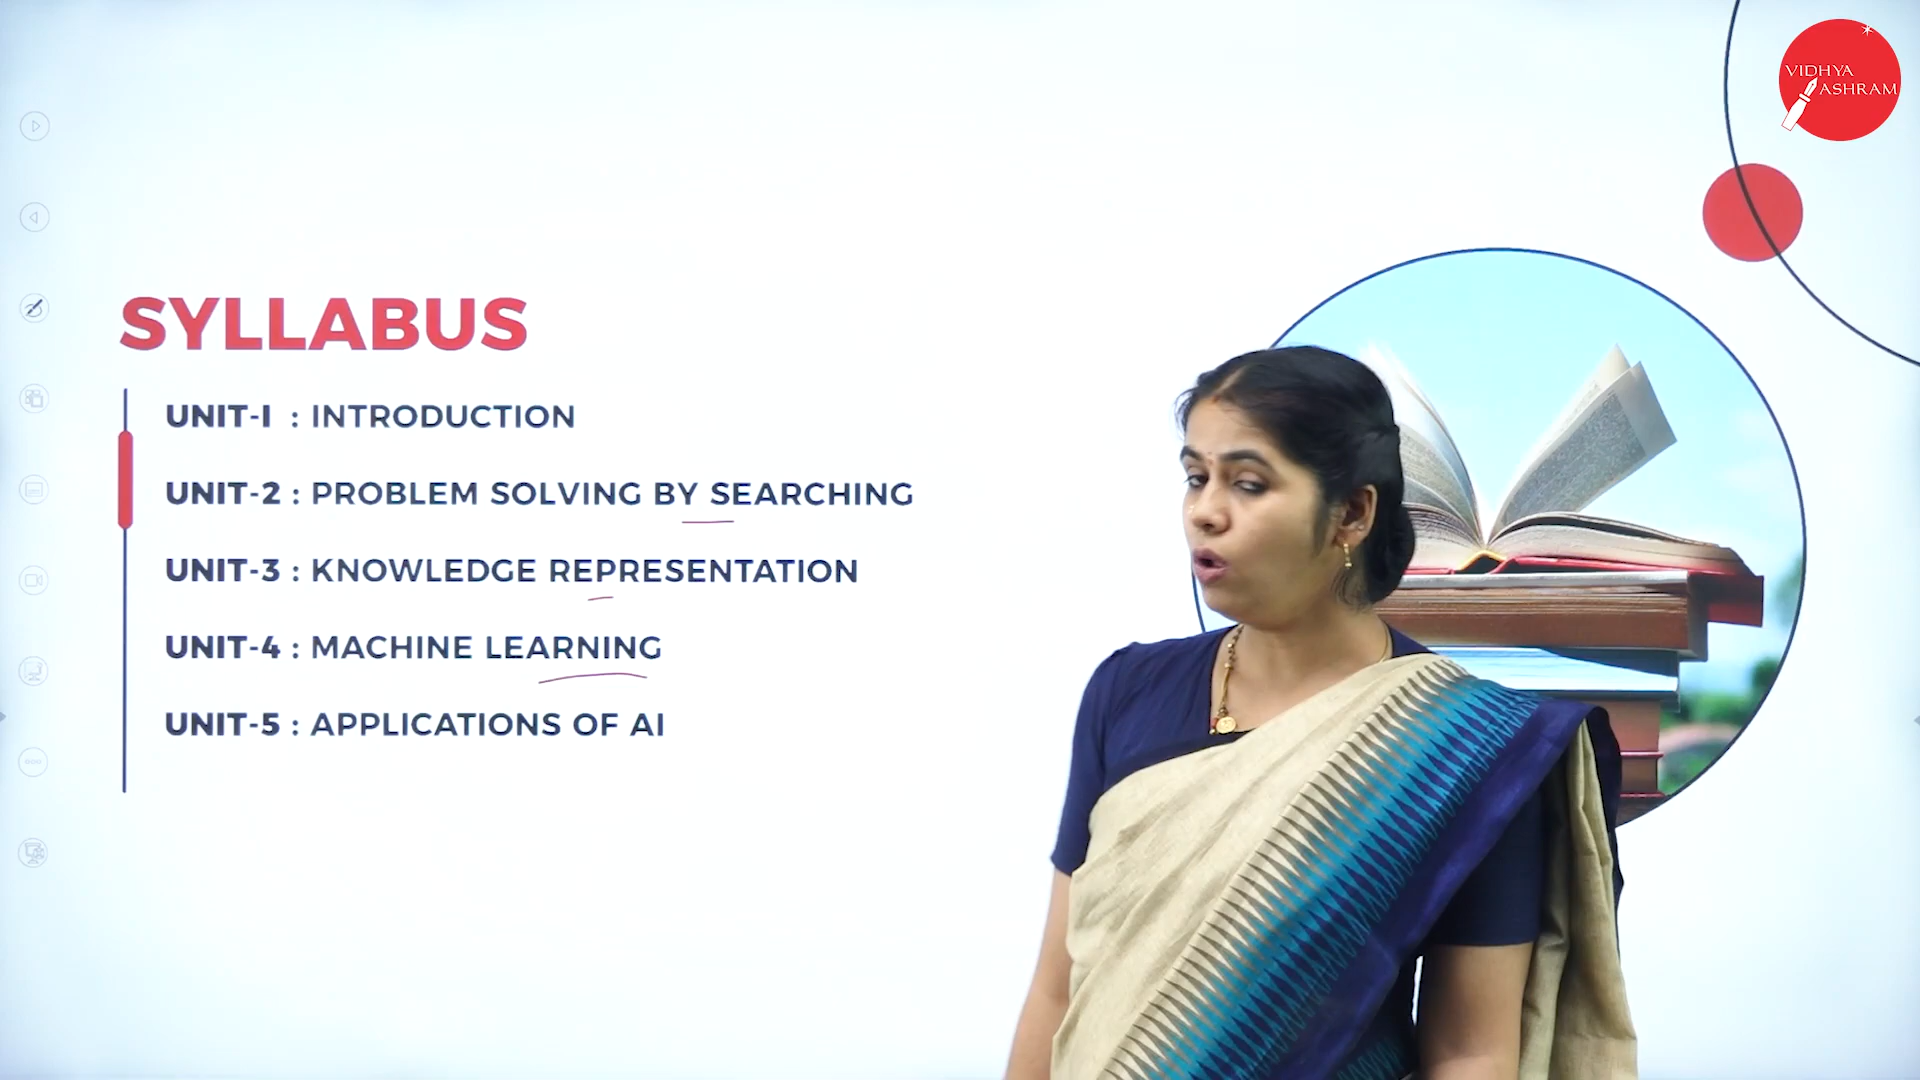 VIDHYA
ASHRAM
SYLLABUS
UNIT-I : INTRODUCTION
UNIT-2 : PROBLEM SOLVING BY SEARCHING
UNIT-3 : KNOWLEDGE REPRESENTATION
UNIT-4 : MACHINE LEARNING
UNIT-5 : APPLICATIONS OF AI